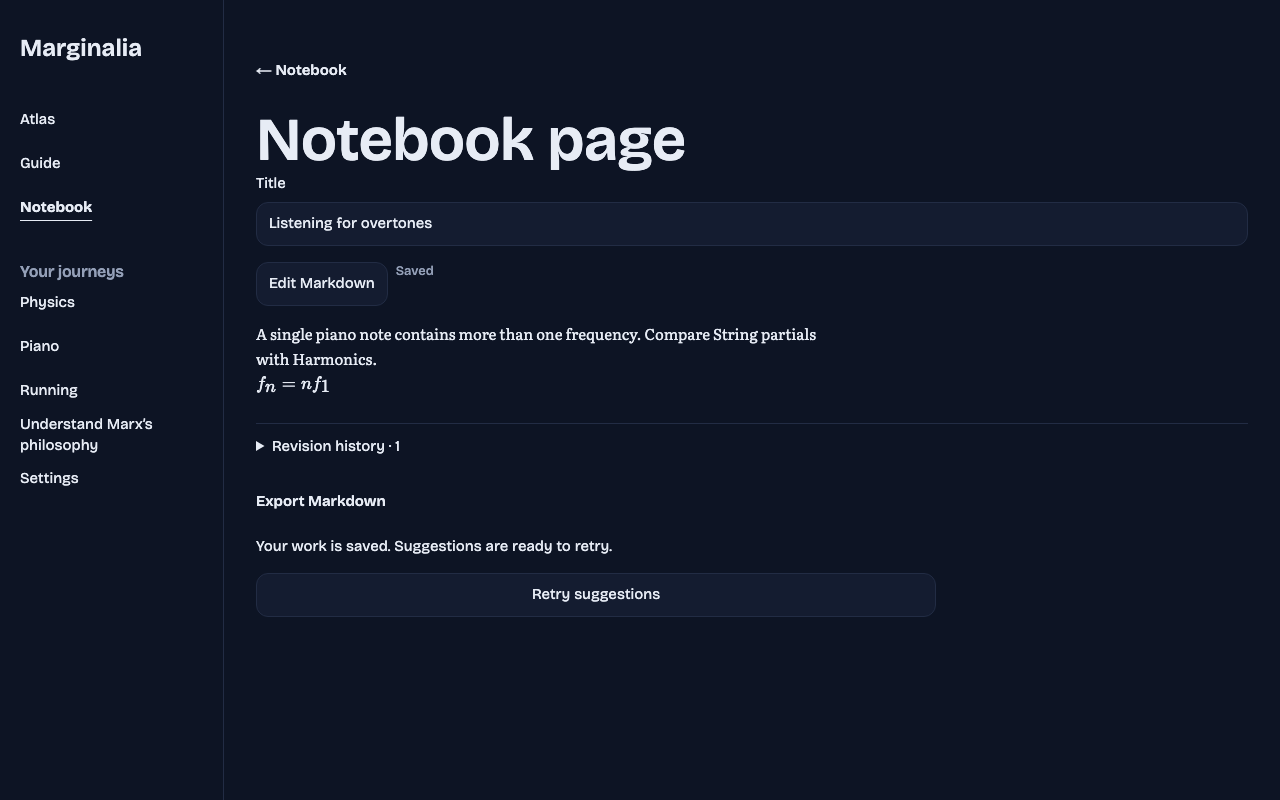 Marginalia
Atlas
Guide
Notebook
Your journeys
Physics
Piano
Running
Understand Marx's
philosophy
Settings
← Notebook
Notebook page
Title
Listening for overtones
Edit Markdown
Saved
A single piano note contains more than one frequency. Compare String partials
with Harmonics.
fₙ = nf₁
▶ Revision history · 1
Export Markdown
Your work is saved. Suggestions are ready to retry.
Retry suggestions